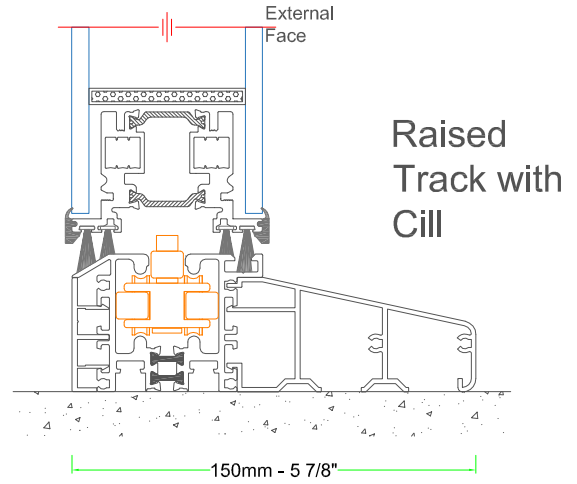 External
Face
Raised
Track with
Cill
150mm - 5 7/8"